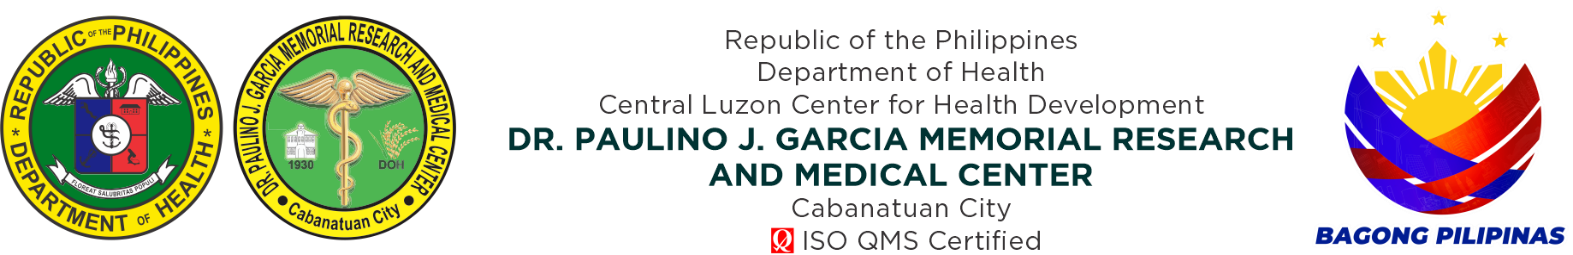 REPUBLIC OF THE PHILIPPINES
DEPARTMENT OF HEALTH
FLOREAT SALUBRITAS POPULI
DR. PAULINO J. GARCIA MEMORIAL RESEARCH AND MEDICAL CENTER
1930
DOH
Cabanatuan City
Republic of the Philippines
Department of Health
Central Luzon Center for Health Development
DR. PAULINO J. GARCIA MEMORIAL RESEARCH
AND MEDICAL CENTER
Cabanatuan City
ISO QMS Certified
BAGONG PILIPINAS